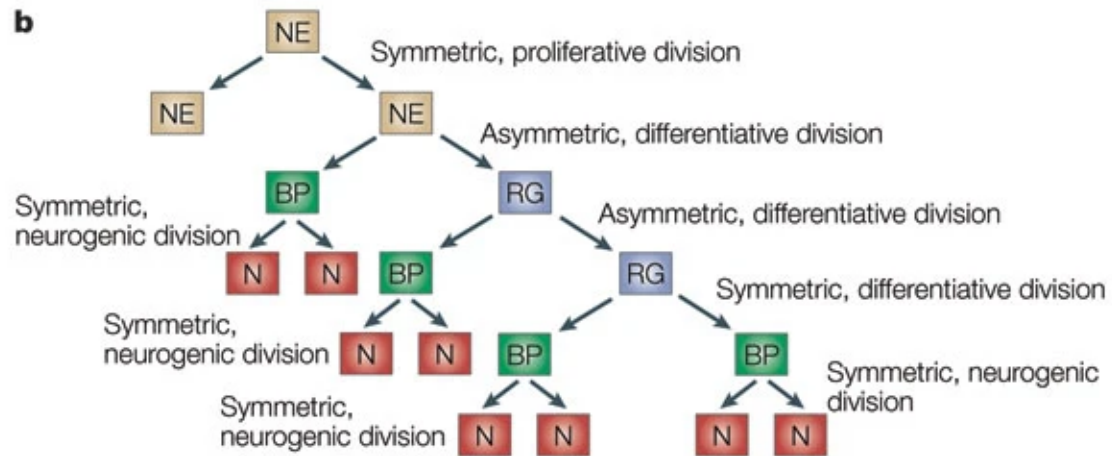 b
NE
Symmetric, proliferative division
NE
NE
Asymmetric, differentiative division
BP
RG
Symmetric,
neurogenic division
Asymmetric, differentiative division
N
N
BP
RG
Symmetric, differentiative division
Symmetric,
neurogenic division
N
N
BP
BP
Symmetric, neurogenic
division
Symmetric,
neurogenic division
N
N
N
N